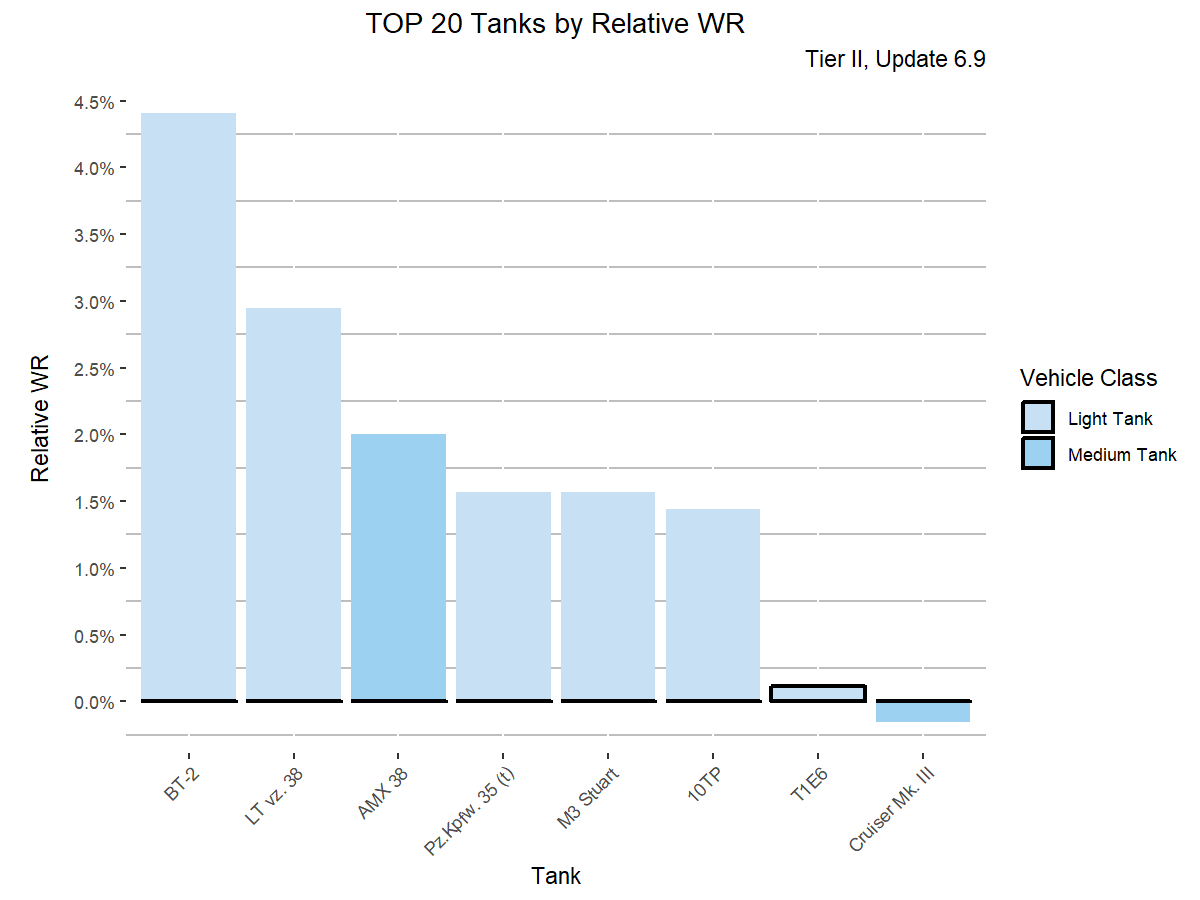 TOP 20 Tanks by Relative WR
Tier II, Update 6.9
4.5%
4.0%
3.5%
3.0%
2.5%
2.0%
1.5%
1.0%
0.5%
0.0%
Relative WR
BT-2
LT vz. 38
AMX 38
Pz.Kpfw. 35 (t)
M3 Stuart
10TP
T1E6
Cruiser Mk. III
Tank
Vehicle Class
Light Tank
Medium Tank